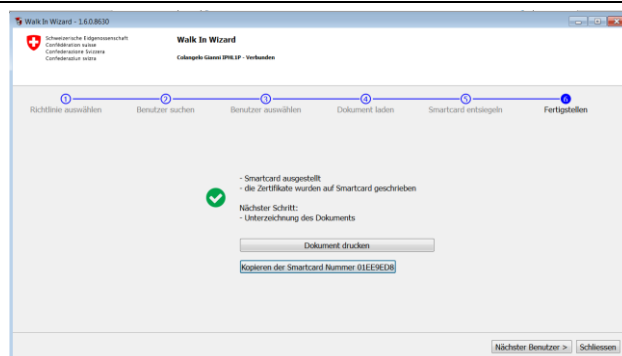 Walk In Wizard - 1.6.0.8630
Schweizerische Eidgenossenschaft
Confédération suisse
Confederazione Svizzera
Confederaziun svizra
Walk In Wizard
Colangelo Gianni IPHL1P - Verbunden
1
2
3
4
5
6
Richtlinie auswählen
Benutzer suchen
Benutzer auswählen
Dokument laden
Smartcard entsiegeln
Fertigstellen
- Smartcard ausgestellt
- die Zertifikate wurden auf Smartcard geschrieben
Nächster Schritt:
- Unterzeichnung des Dokuments
Dokument drucken
Kopieren der Smartcard Nummer 01EE9ED8
Nächster Benutzer >
Schliessen